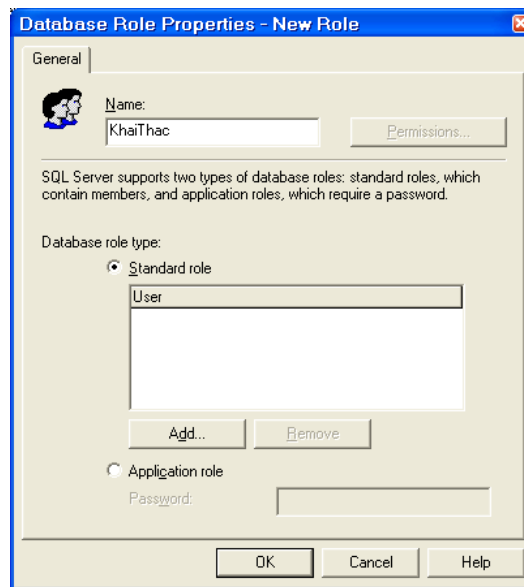 Database Role Properties - New Role
General
Name:
KhaiThac
Permissions...
SQL Server supports two types of database roles: standard roles, which
contain members, and application roles, which require a password.
Database role type:
Standard role
User
Add...
Remove
Application role
Password:
OK
Cancel
Help